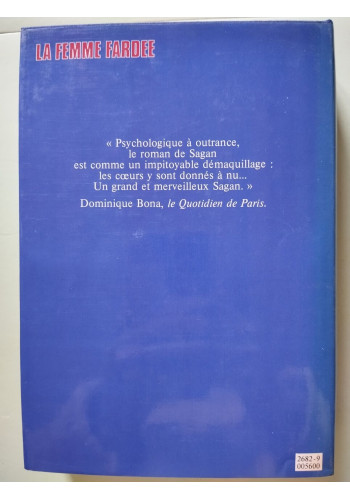 LA FEMME FARDEE
« Psychologique à outrance,
le roman de Sagan
est comme un impitoyable démaquillage :
les cœurs y sont donnés à nu...
Un grand et merveilleux Sagan. »
Dominique Bona, le Quotidien de Paris.
2682-9
005600